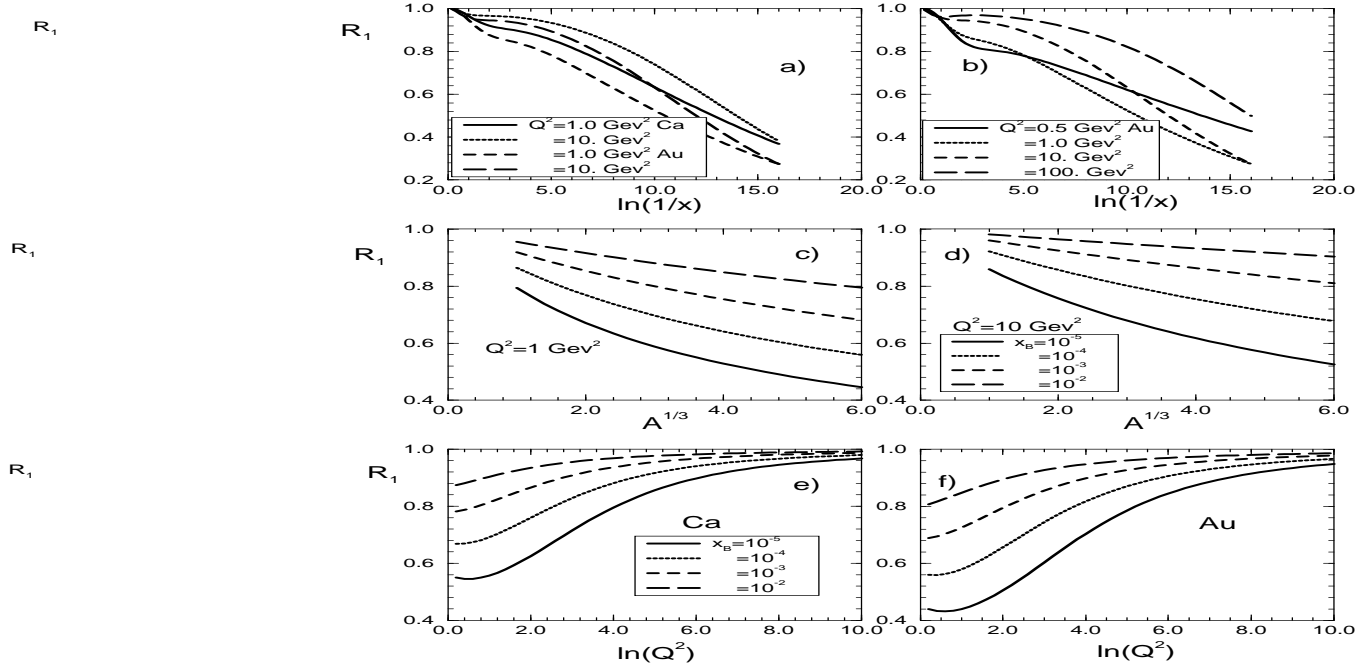 R₁
R₁
1.0
0.8
0.6
0.4
0.2
a)
Q²=1.0 Gev² Ca
=10. Gev²
=1.0 Gev² Au
=10. Gev²
0.0 5.0 10.0 15.0 20.0
ln(1/x)
1.0
0.8
0.6
0.4
0.2
b)
Q²=0.5 Gev² Au
=1.0 Gev²
=10. Gev²
=100. Gev²
0.0 5.0 10.0 15.0 20.0
ln(1/x)
R₁
R₁
1.0
0.8
0.6
0.4
c)
Q²=1 Gev²
0.0 2.0 4.0 6.0
A^1/3
1.0
0.8
0.6
0.4
d)
Q²=10 Gev²
x_B=10⁻⁵
=10⁻⁴
=10⁻³
=10⁻²
0.0 2.0 4.0 6.0
A^1/3
R₁
R₁
1.0
0.8
0.6
0.4
e)
Ca
x_B=10⁻⁵
=10⁻⁴
=10⁻³
=10⁻²
0.0 2.0 4.0 6.0 8.0 10.0
ln(Q²)
1.0
0.8
0.6
0.4
f)
Au
0.0 2.0 4.0 6.0 8.0 10.0
ln(Q²)